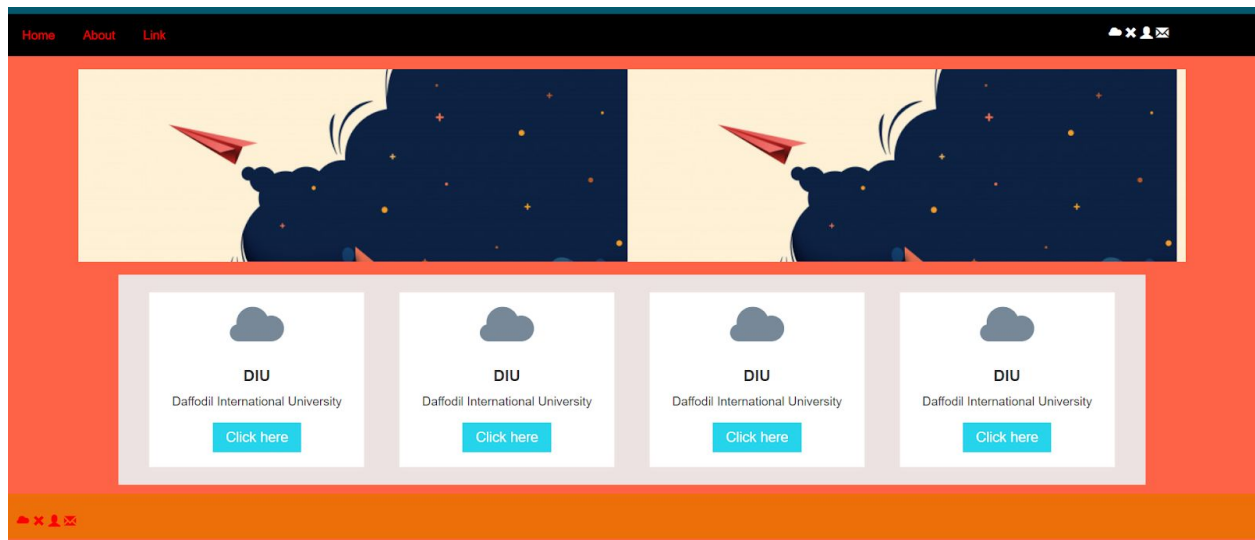 Home About Link
DIU DIU DIU DIU
Daffodil International University Daffodil International University Daffodil International University Daffodil International University
Click here Click here Click here Click here